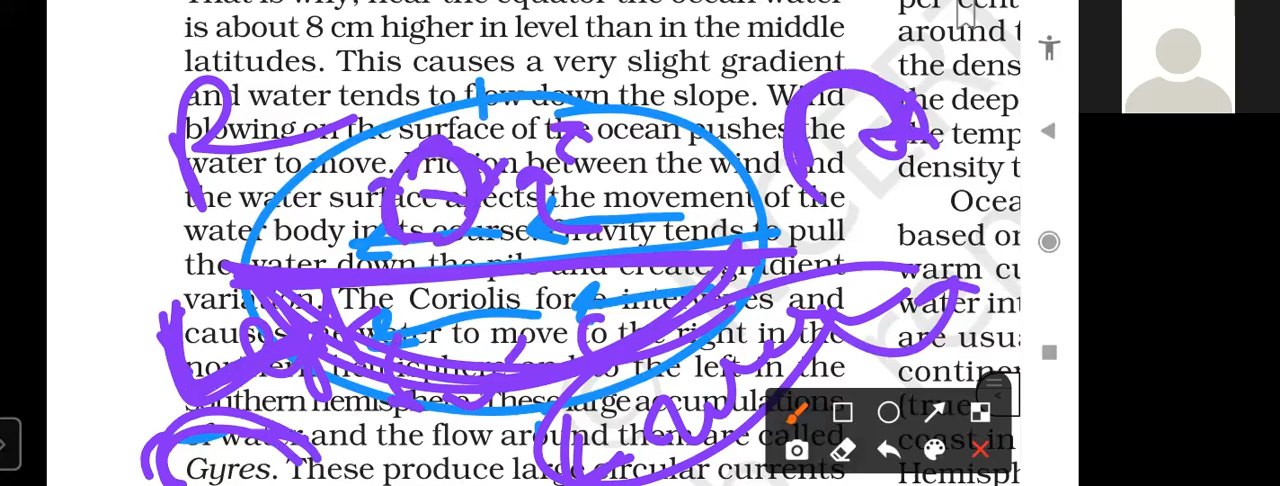 That is why, near the equator the ocean water
is about 8 cm higher in level than in the middle
latitudes. This causes a very slight gradient
and water tends to flow down the slope. Wind
blowing on the surface of the ocean pushes the
water to move. Friction between the wind and
the water surface affects the movement of the
water body in its course. Gravity tends to pull
the water down the pile and create gradient
variation. The Coriolis force intervenes and
causes the water to move to the right in the
northern hemisphere and to the left in the
southern hemisphere. These large accumulations
of water and the flow around them are called
Gyres. These produce large circular currents
per cent
around t
the dens
the deep
the temp
density t
Ocea
based on
warm cu
water int
are usua
continen
(true
coast in
Hemisph